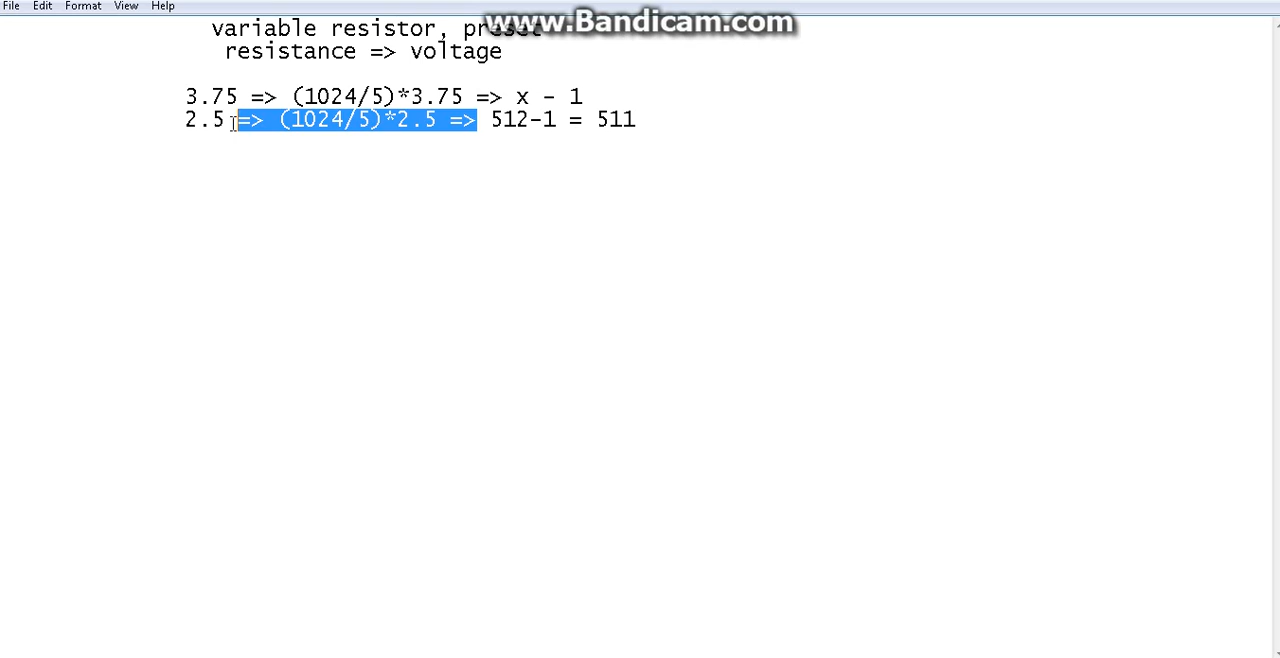 File Edit Format View Help
www.Bandicam.com
variable resistor, preset
resistance => voltage
3.75 => (1024/5)*3.75 => x - 1
2.5 => (1024/5)*2.5 => 512-1 = 511